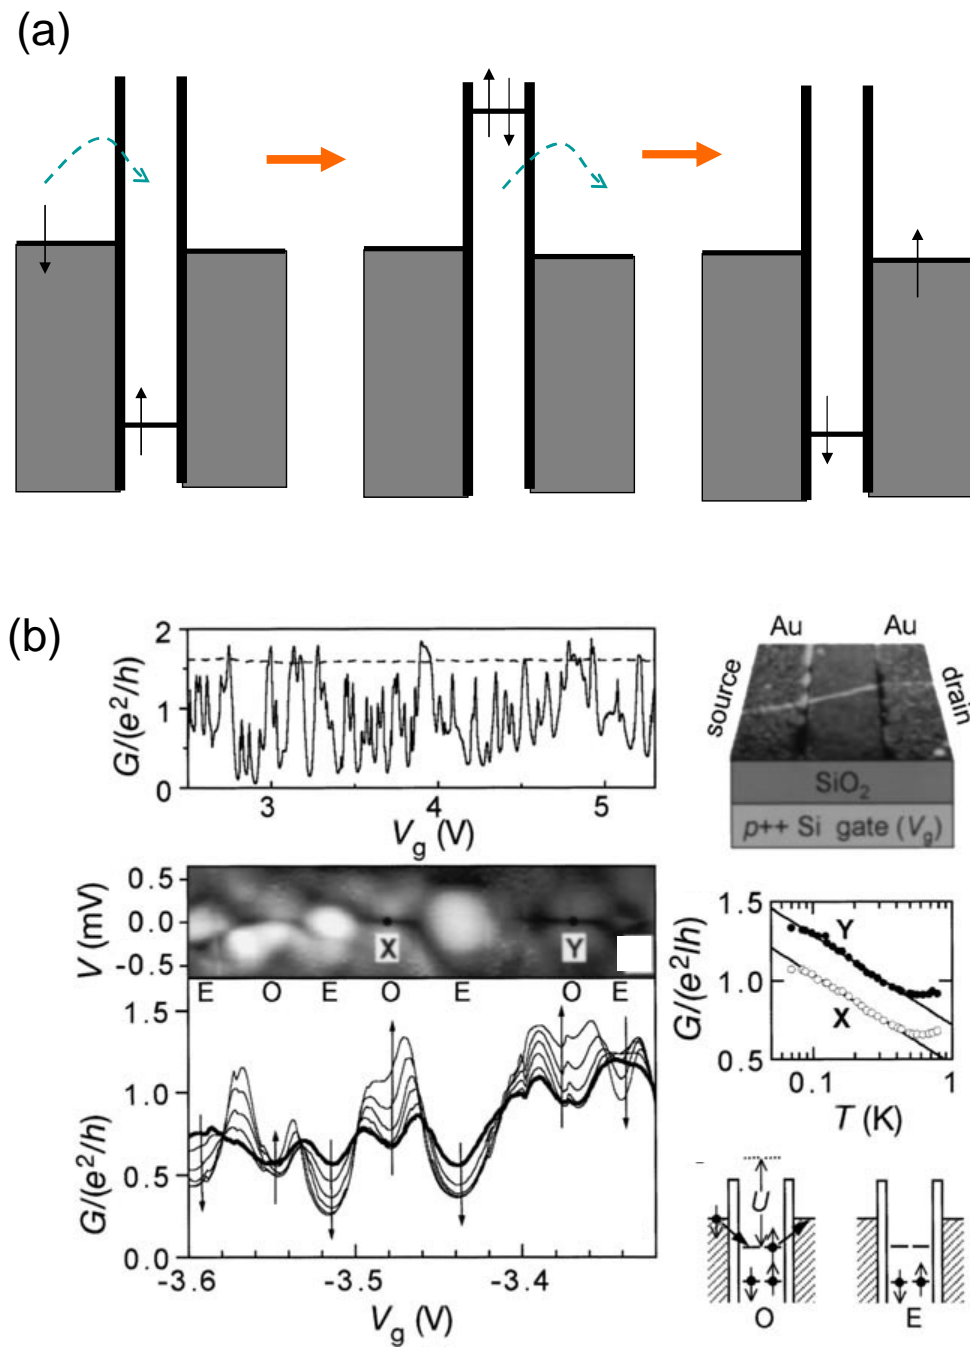 (a)
(b)
2
1
0
G/(e²/h)
3
4
5
V_g (V)
Au
Au
source
drain
SiO₂
p++ Si gate (V_g)
0.5
0.0
-0.5
V (mV)
X
Y
E
O
E
O
E
O
E
1.5
1.0
0.5
0.0
G/(e²/h)
-3.6
-3.5
-3.4
V_g (V)
1.5
1.0
0.5
G/(e²/h)
Y
X
0.1
1
T (K)
U
O
E